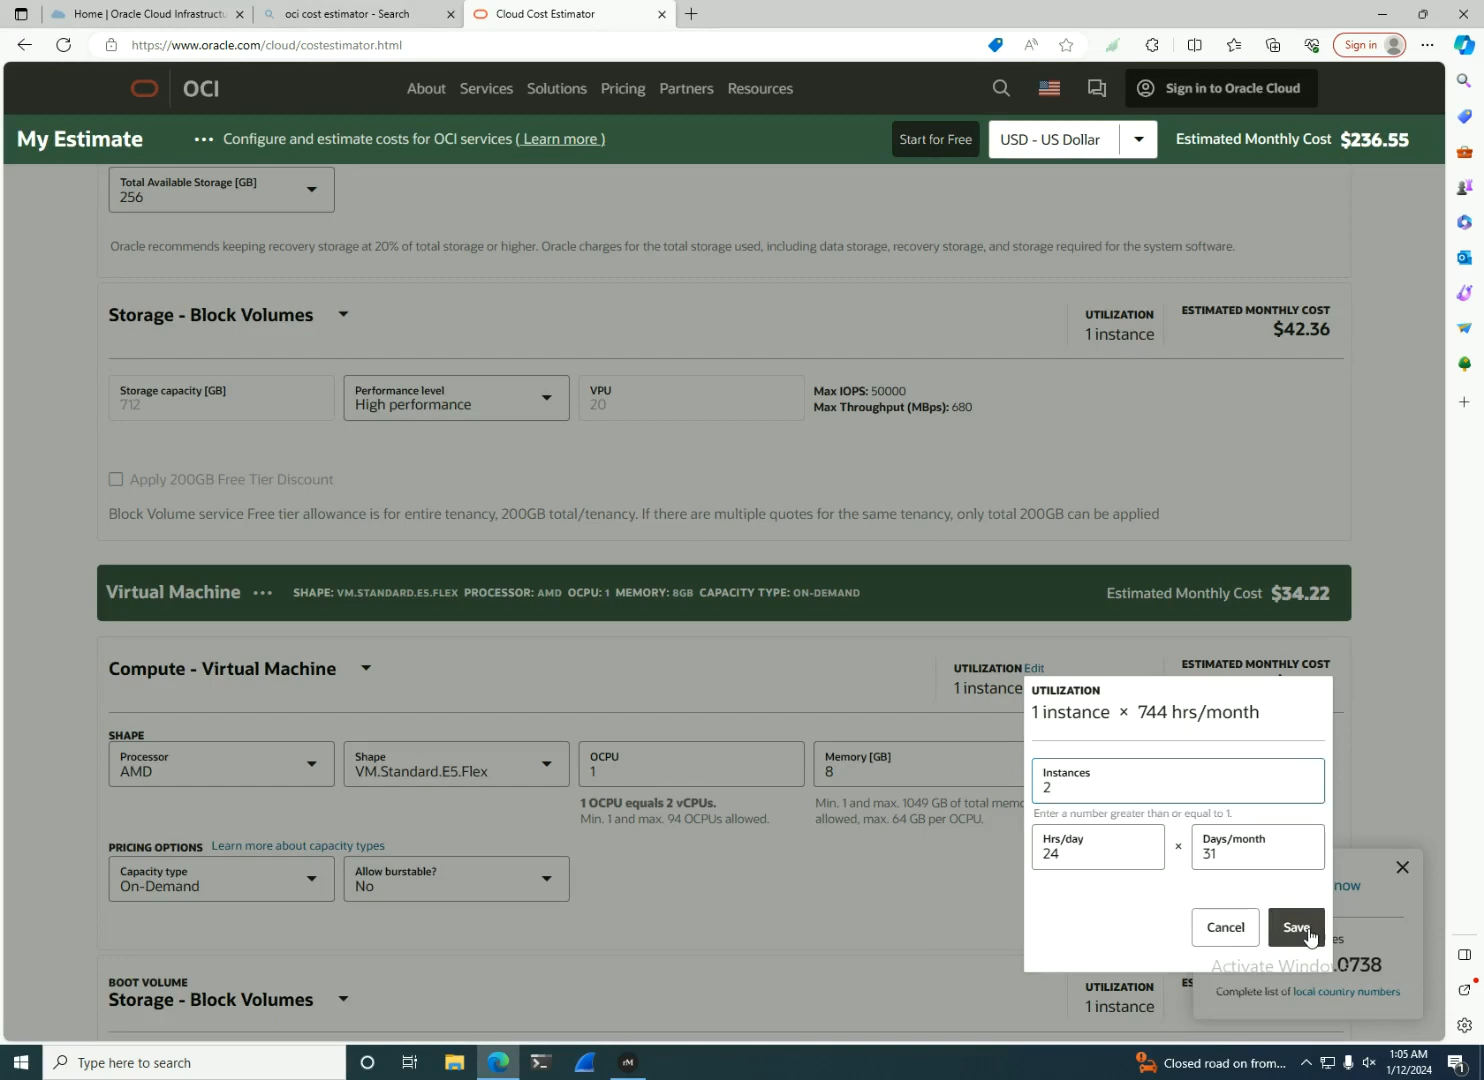 Home | Oracle Cloud Infrastructu
oci cost estimator - Search
Cloud Cost Estimator
https://www.oracle.com/cloud/costestimator.html
Sign in
OCI
About
Services
Solutions
Pricing
Partners
Resources
Sign in to Oracle Cloud
My Estimate
Configure and estimate costs for OCI services ( Learn more )
Start for Free
USD - US Dollar
Estimated Monthly Cost $236.55
Total Available Storage [GB]
256
Oracle recommends keeping recovery storage at 20% of total storage or higher. Oracle charges for the total storage used, including data storage, recovery storage, and storage required for the system software.
Storage - Block Volumes
UTILIZATION
1 instance
ESTIMATED MONTHLY COST
$42.36
Storage capacity [GB]
712
Performance level
High performance
VPU
20
Max IOPS: 50000
Max Throughput (MBps): 680
Apply 200GB Free Tier Discount
Block Volume service Free tier allowance is for entire tenancy, 200GB total/tenancy. If there are multiple quotes for the same tenancy, only total 200GB can be applied
Virtual Machine
SHAPE: VM.STANDARD.E5.FLEX PROCESSOR: AMD OCPU: 1 MEMORY: 8GB CAPACITY TYPE: ON-DEMAND
Estimated Monthly Cost $34.22
Compute - Virtual Machine
UTILIZATION Edit
1 instance
ESTIMATED MONTHLY COST
SHAPE
Processor
AMD
Shape
VM.Standard.E5.Flex
OCPU
1
Memory [GB]
8
1 OCPU equals 2 vCPUs.
Min. 1 and max. 94 OCPUs allowed.
Min. 1 and max. 1049 GB of total memo
allowed, max. 64 GB per OCPU.
PRICING OPTIONS Learn more about capacity types
Capacity type
On-Demand
Allow burstable?
No
UTILIZATION
1 instance × 744 hrs/month
Instances
2
Enter a number greater than or equal to 1.
Hrs/day
24
×
Days/month
31
Cancel
Save
now
es
.0738
Activate Windo
Complete list of local country numbers
BOOT VOLUME
Storage - Block Volumes
UTILIZATION
1 instance
ES
Type here to search
rM
Closed road on from...
1:05 AM
1/12/2024
1